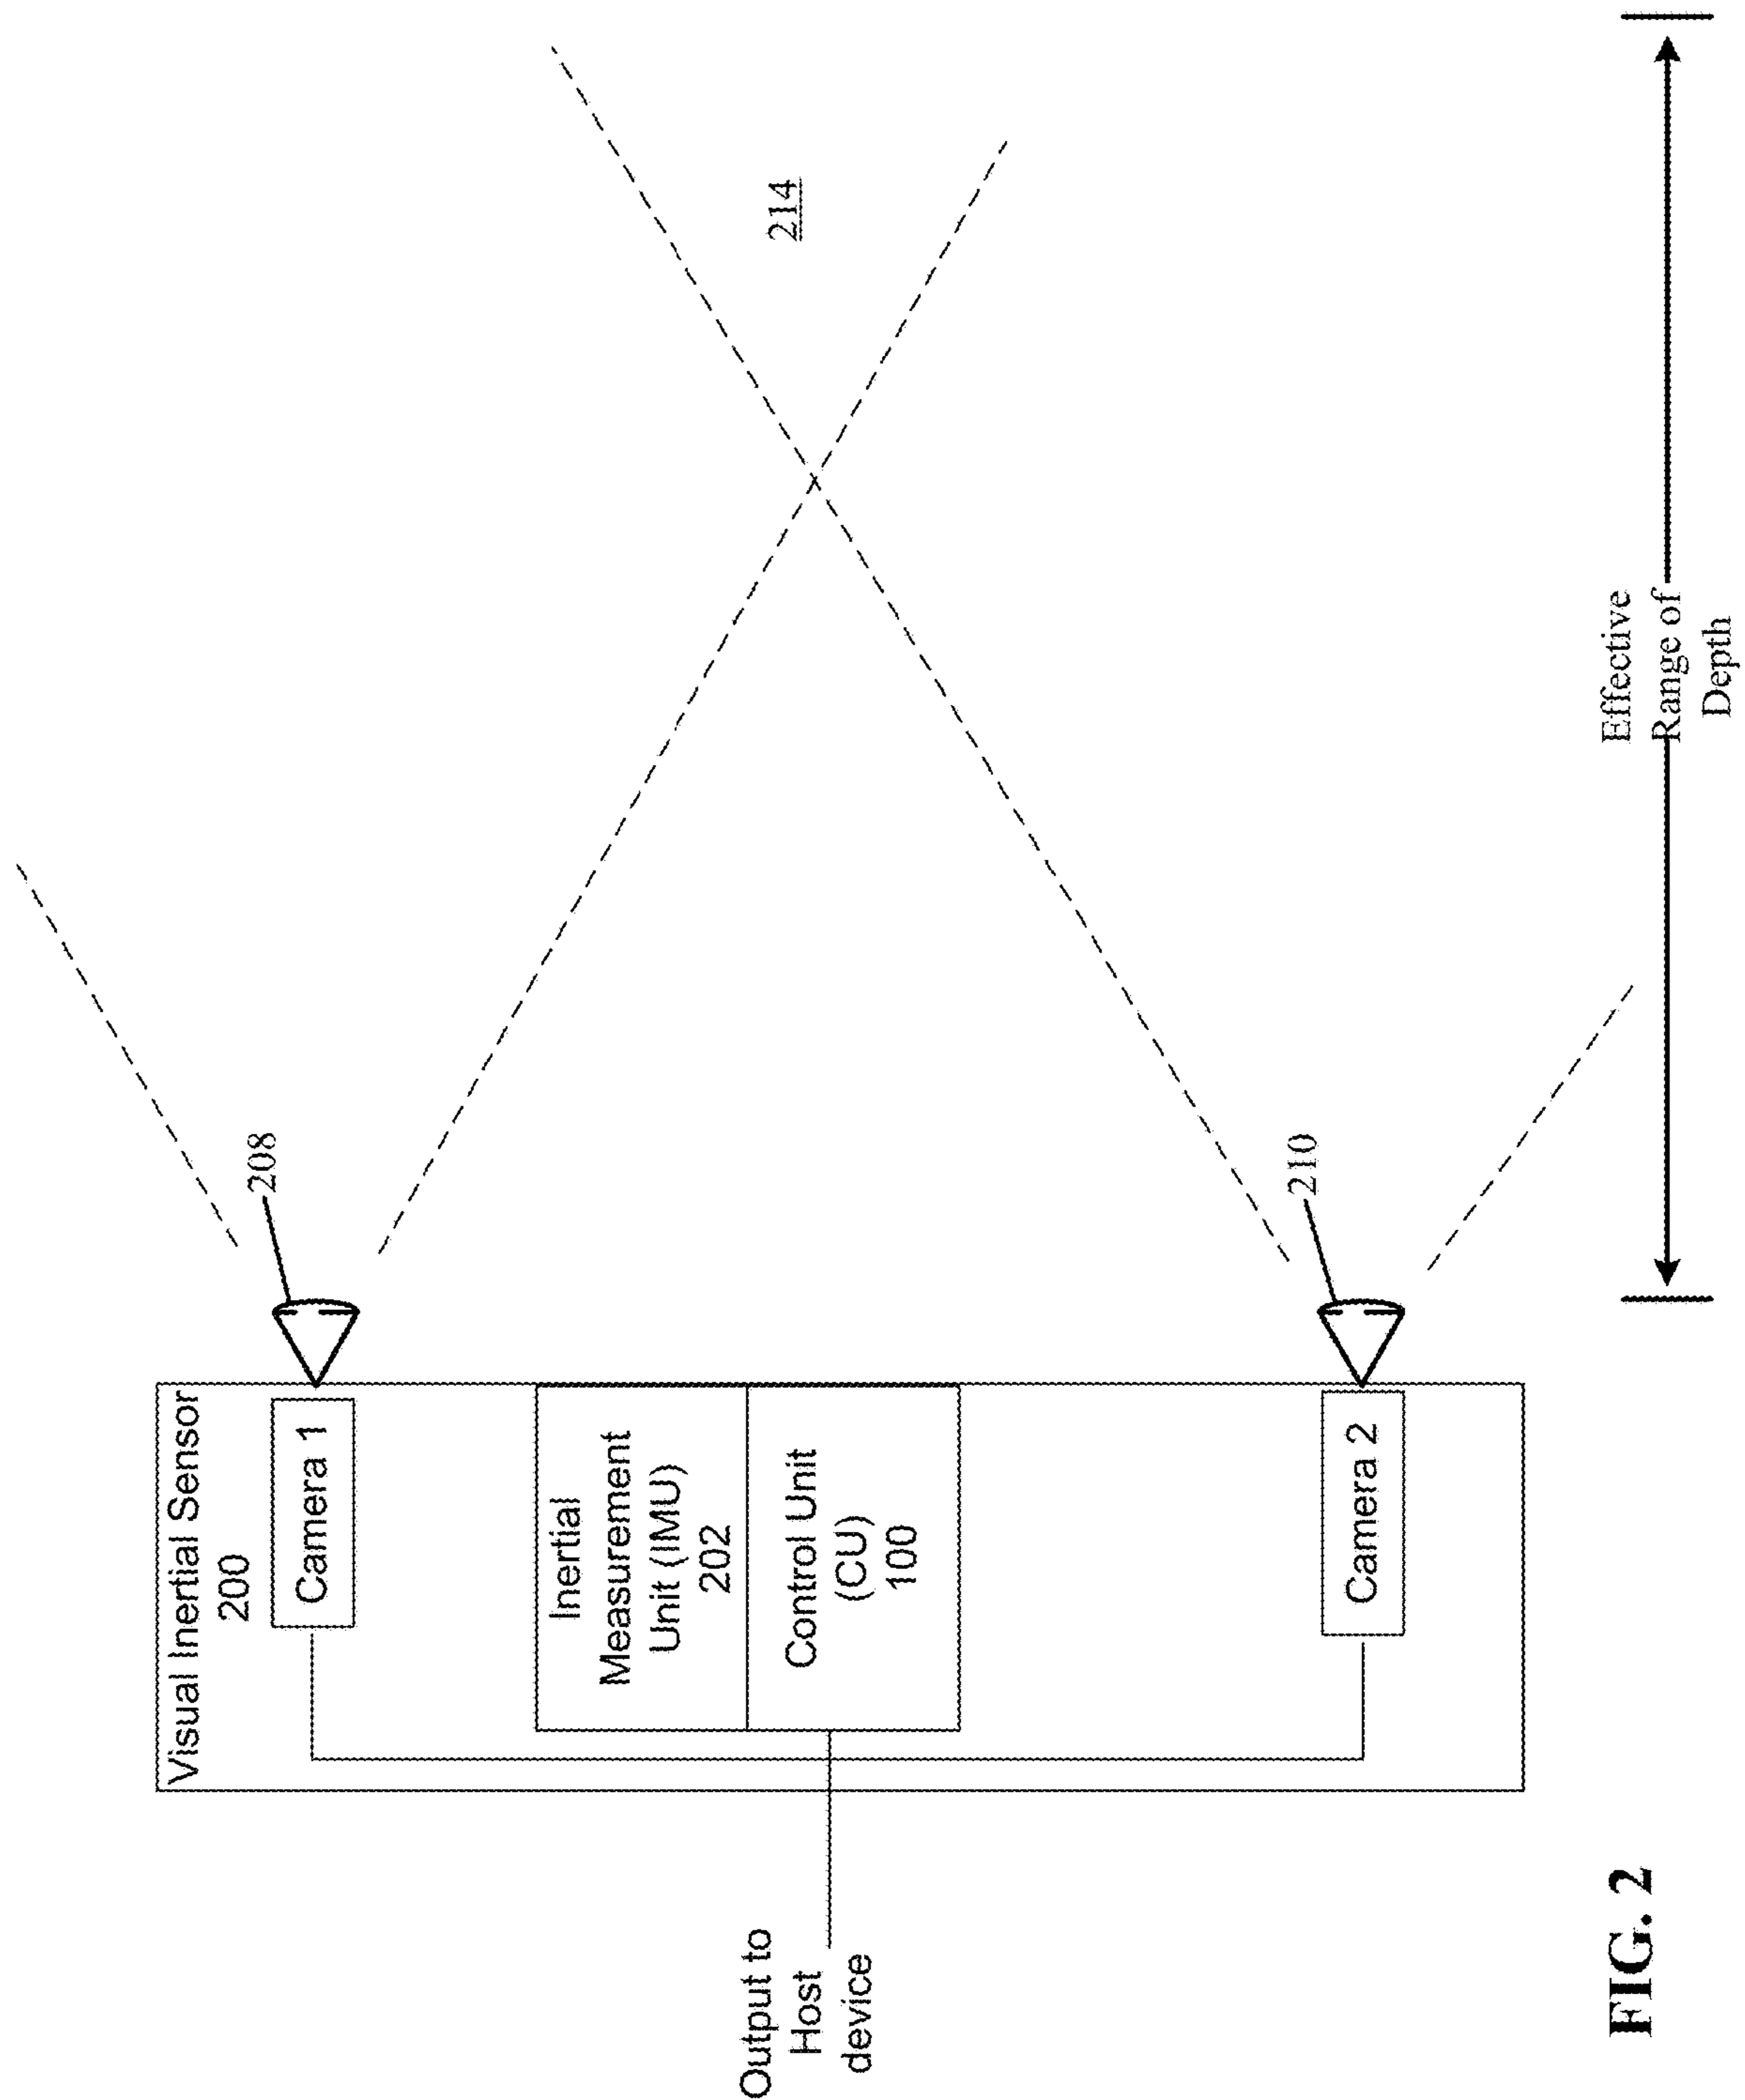 Visual Inertial Sensor
200
Camera 1
208
Inertial
Measurement
Unit (IMU)
202
Control Unit
(CU)
100
Camera 2
210
214
Output to
Host
device
Effective
Range of
Depth
FIG. 2